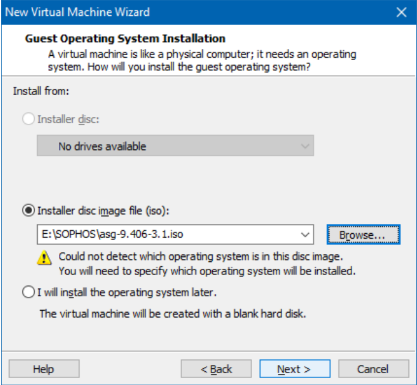 New Virtual Machine Wizard
Guest Operating System Installation
A virtual machine is like a physical computer; it needs an operating
system. How will you install the guest operating system?
Install from:
Installer disc:
No drives available
Installer disc image file (iso):
E:\SOPHOS\asg-9.406-3.1.iso
Browse...
Could not detect which operating system is in this disc image.
You will need to specify which operating system will be installed.
I will install the operating system later.
The virtual machine will be created with a blank hard disk.
Help
< Back
Next >
Cancel